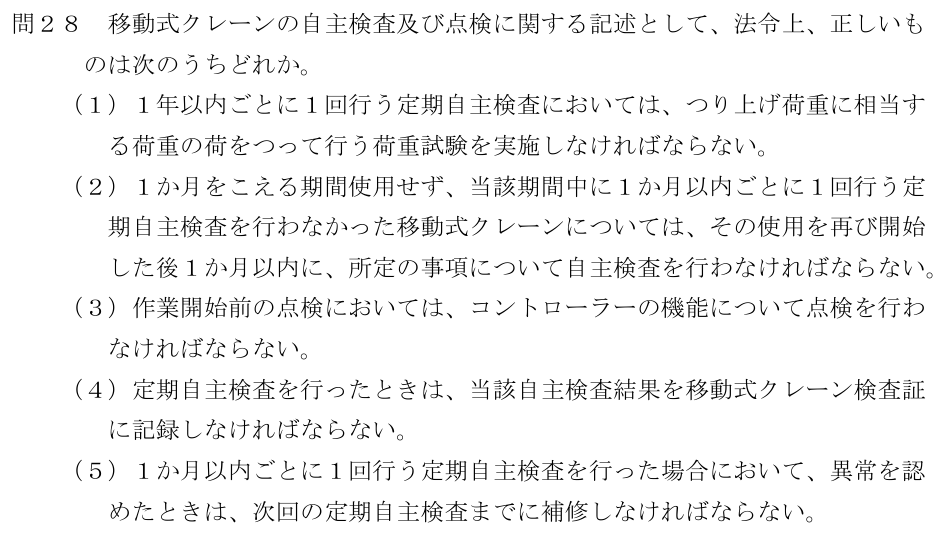 問28　移動式クレーンの自主検査及び点検に関する記述として、法令上、正しいも
のは次のうちどれか。
（1）1年以内ごとに1回行う定期自主検査においては、つり上げ荷重に相当す
る荷重の荷をつって行う荷重試験を実施しなければならない。
（2）1か月をこえる期間使用せず、当該期間中に1か月以内ごとに1回行う定
期自主検査を行わなかった移動式クレーンについては、その使用を再び開始
した後1か月以内に、所定の事項について自主検査を行わなければならない。
（3）作業開始前の点検においては、コントローラーの機能について点検を行わ
なければならない。
（4）定期自主検査を行ったときは、当該自主検査結果を移動式クレーン検査証
に記録しなければならない。
（5）1か月以内ごとに1回行う定期自主検査を行った場合において、異常を認
めたときは、次回の定期自主検査までに補修しなければならない。